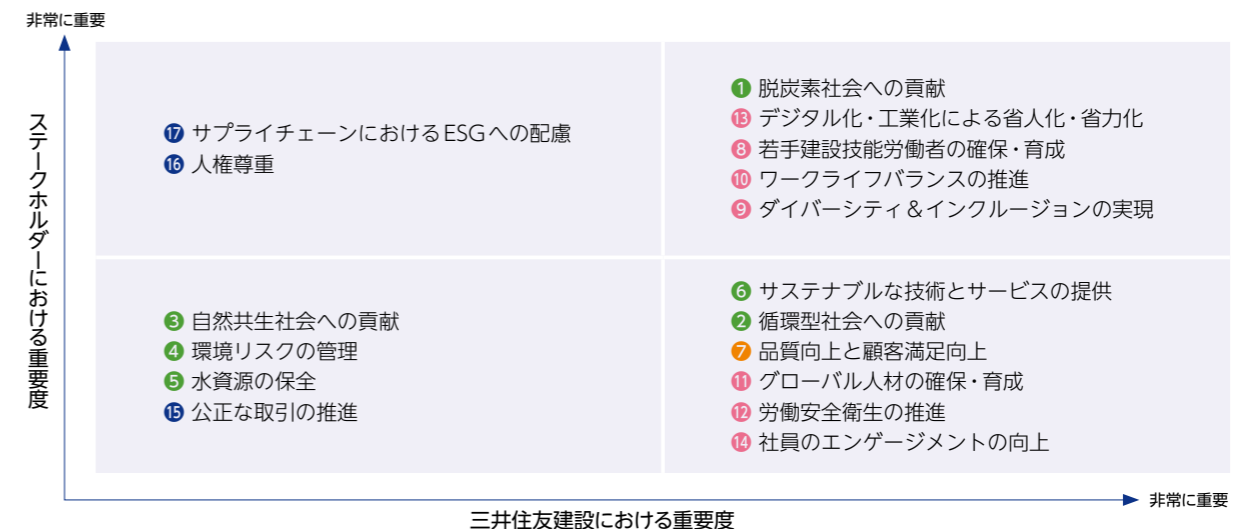 非常に重要
ステークホルダーにおける重要度
⓱ サプライチェーンにおけるESGへの配慮
⓰ 人権尊重
❶ 脱炭素社会への貢献
⓭ デジタル化・工業化による省人化・省力化
❽ 若手建設技能労働者の確保・育成
❿ ワークライフバランスの推進
❾ ダイバーシティ＆インクルージョンの実現
❸ 自然共生社会への貢献
❹ 環境リスクの管理
❺ 水資源の保全
⓯ 公正な取引の推進
❻ サステナブルな技術とサービスの提供
❷ 循環型社会への貢献
❼ 品質向上と顧客満足向上
⓫ グローバル人材の確保・育成
⓬ 労働安全衛生の推進
⓮ 社員のエンゲージメントの向上
非常に重要
三井住友建設における重要度